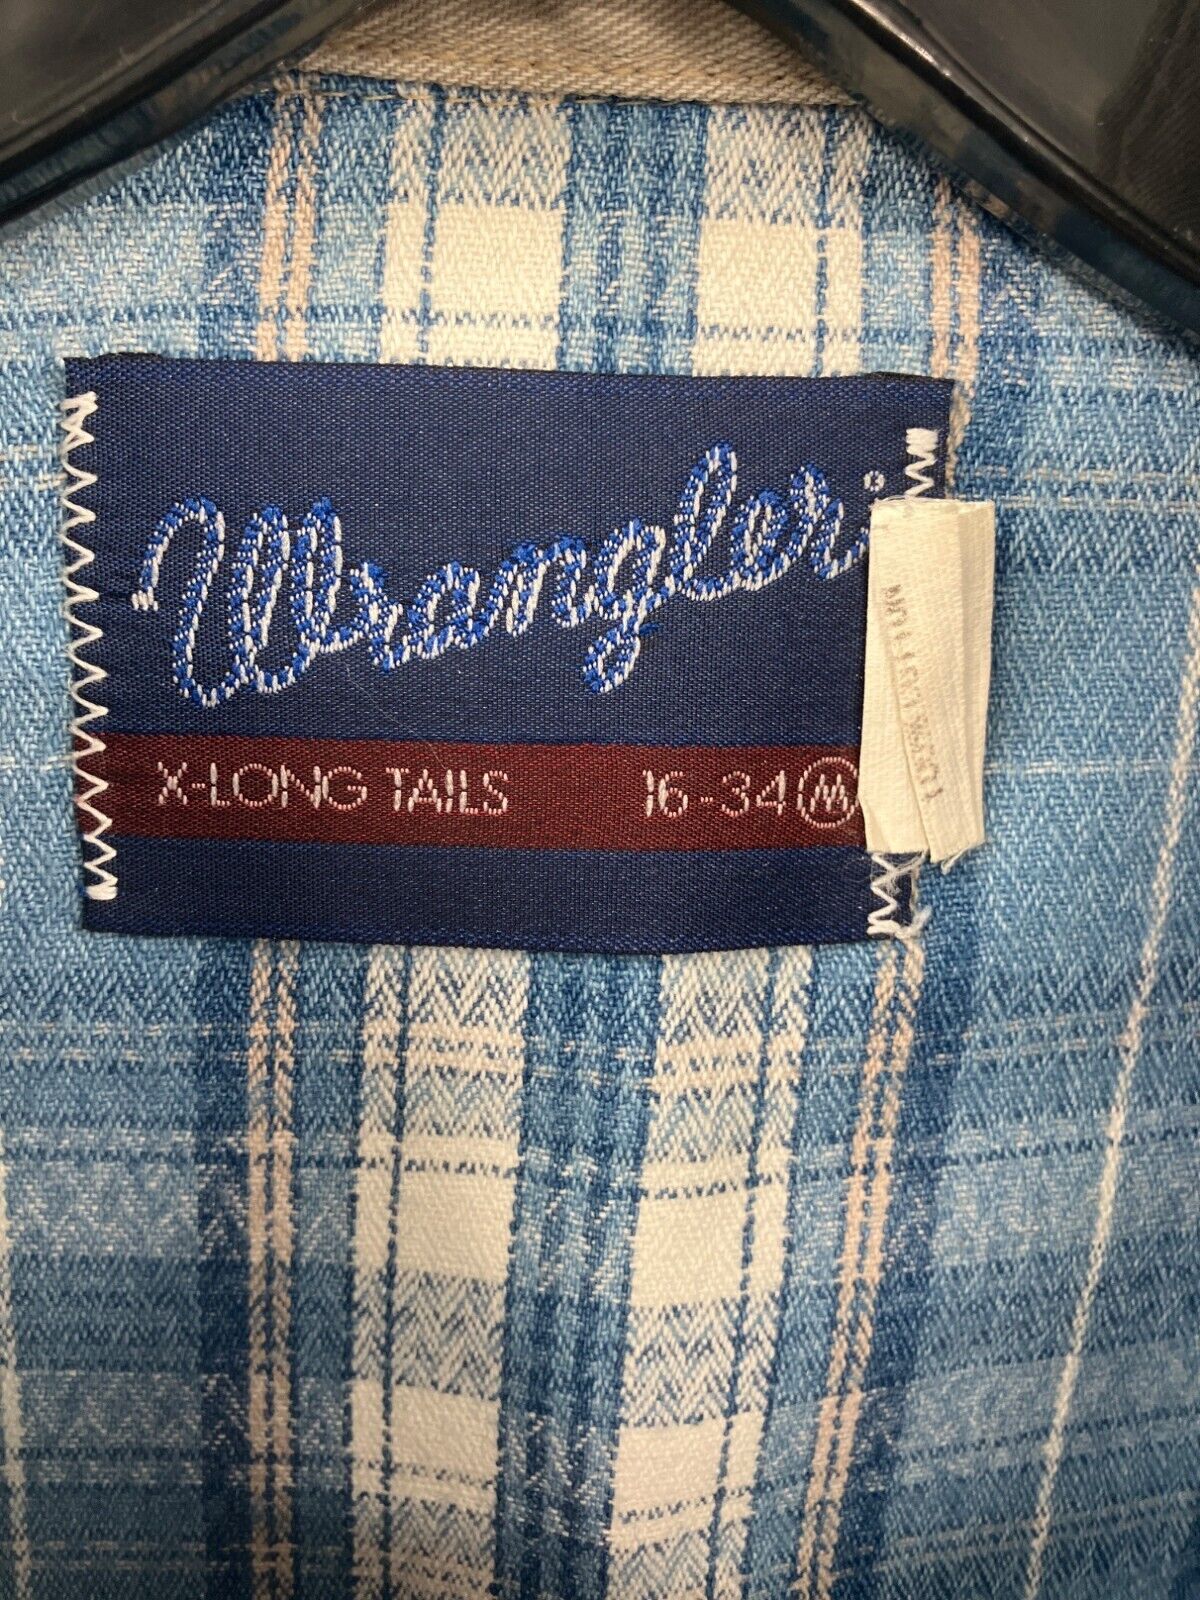 Wrangler®
X-LONG TAILS 16-34 M